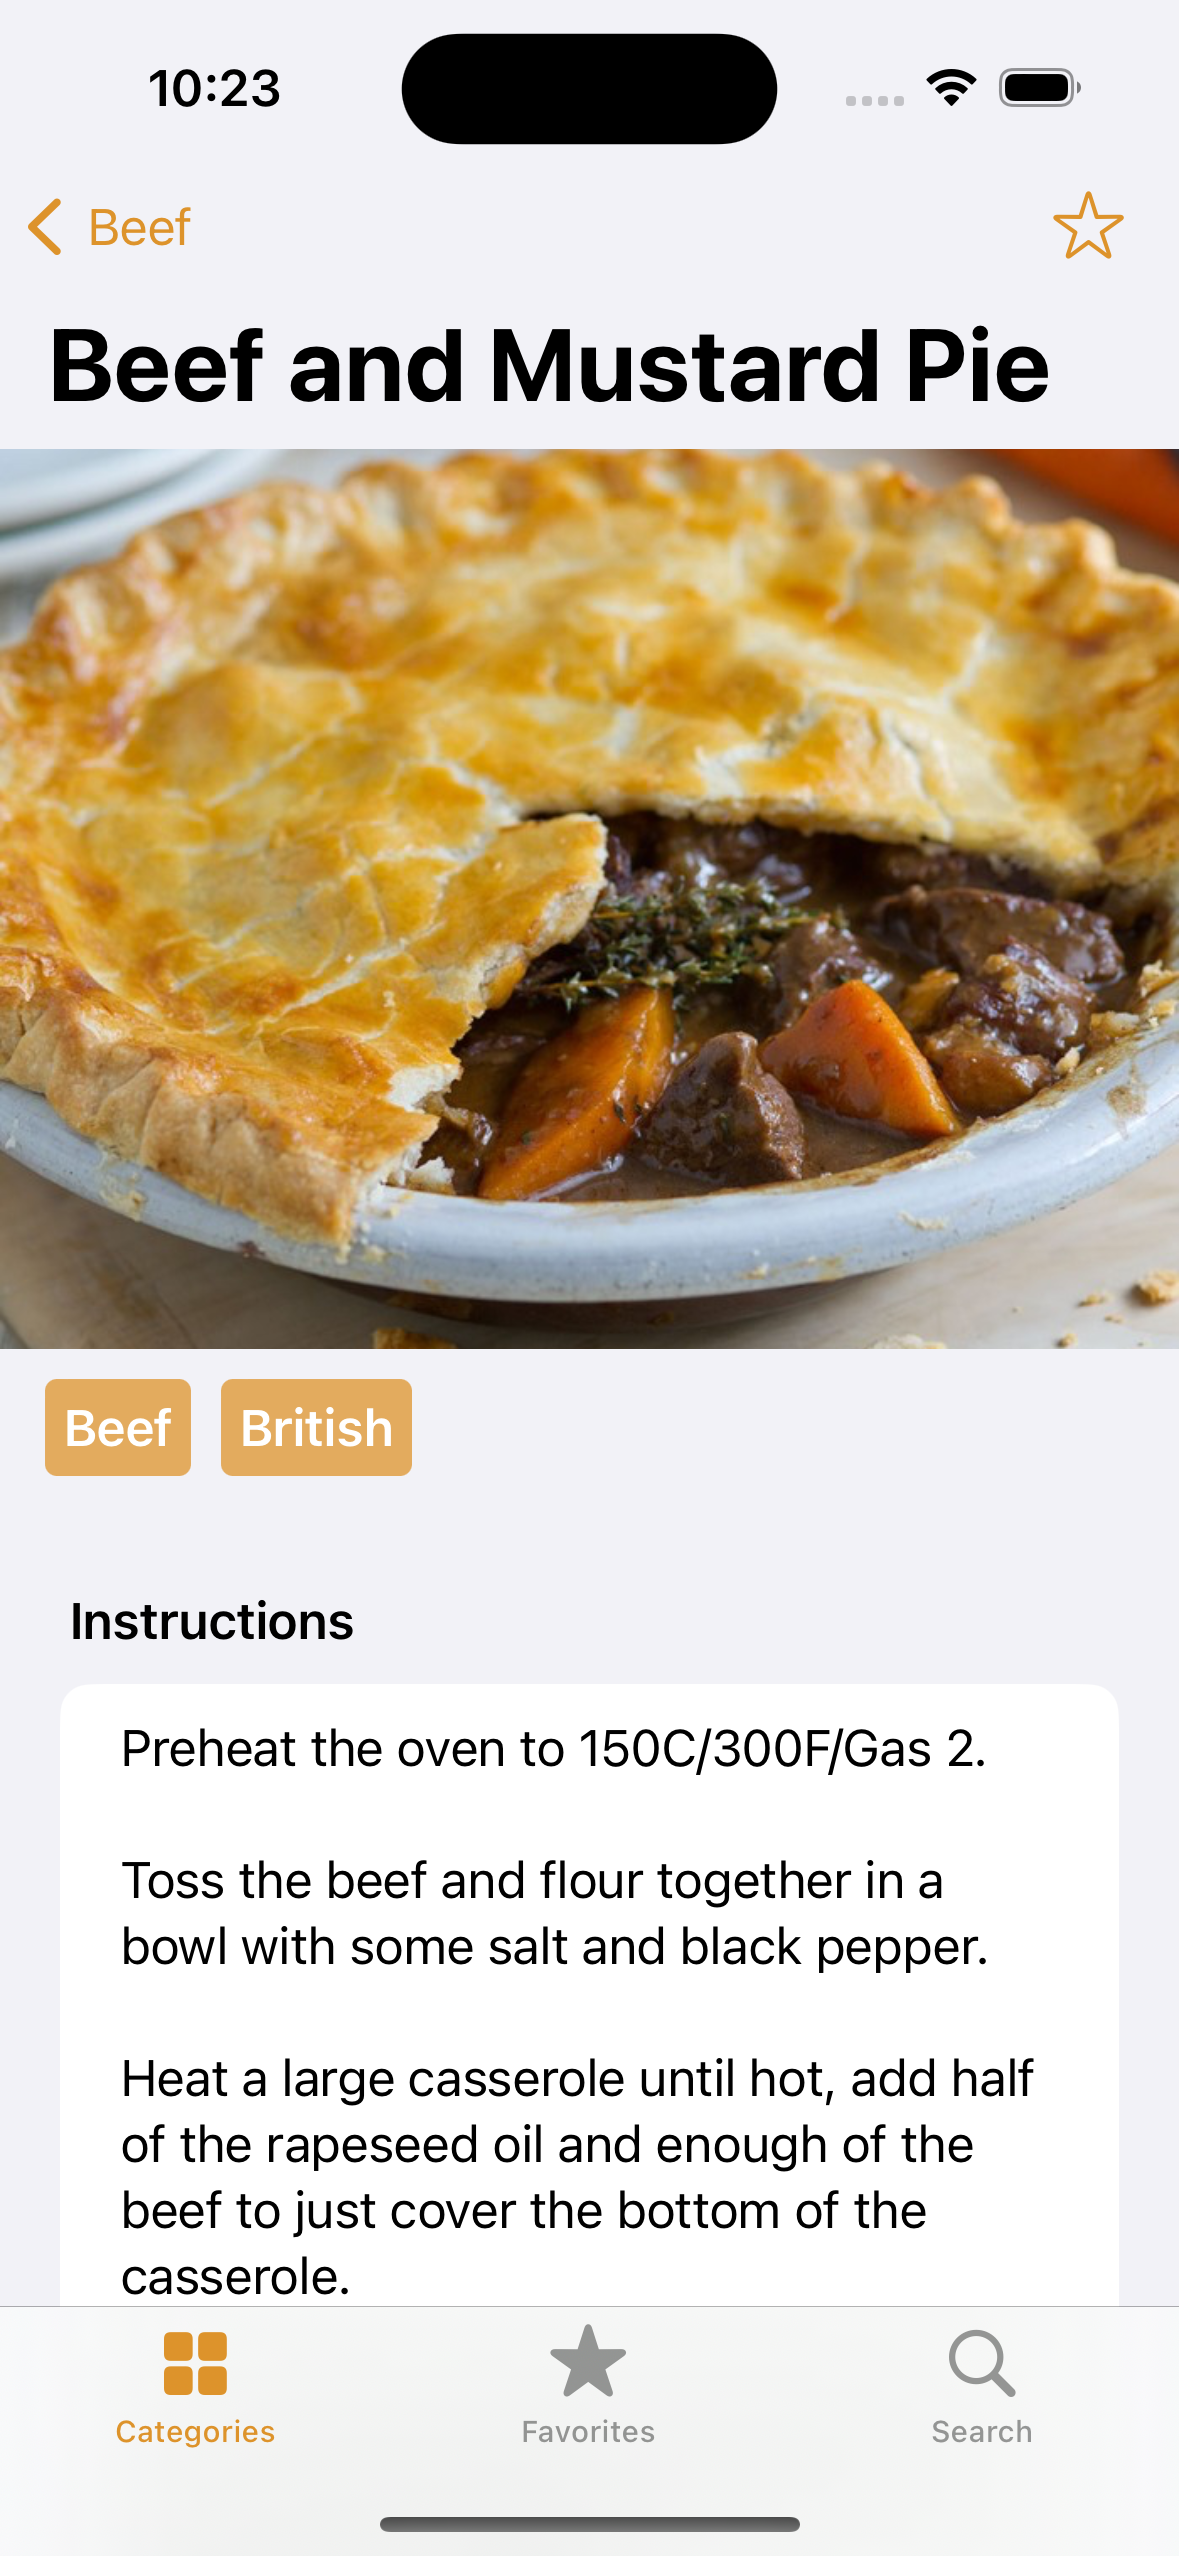 10:23
Beef
Beef and Mustard Pie
Beef
British
Instructions
Preheat the oven to 150C/300F/Gas 2.
Toss the beef and flour together in a
bowl with some salt and black pepper.
Heat a large casserole until hot, add half
of the rapeseed oil and enough of the
beef to just cover the bottom of the
casserole.
Categories
Favorites
Search